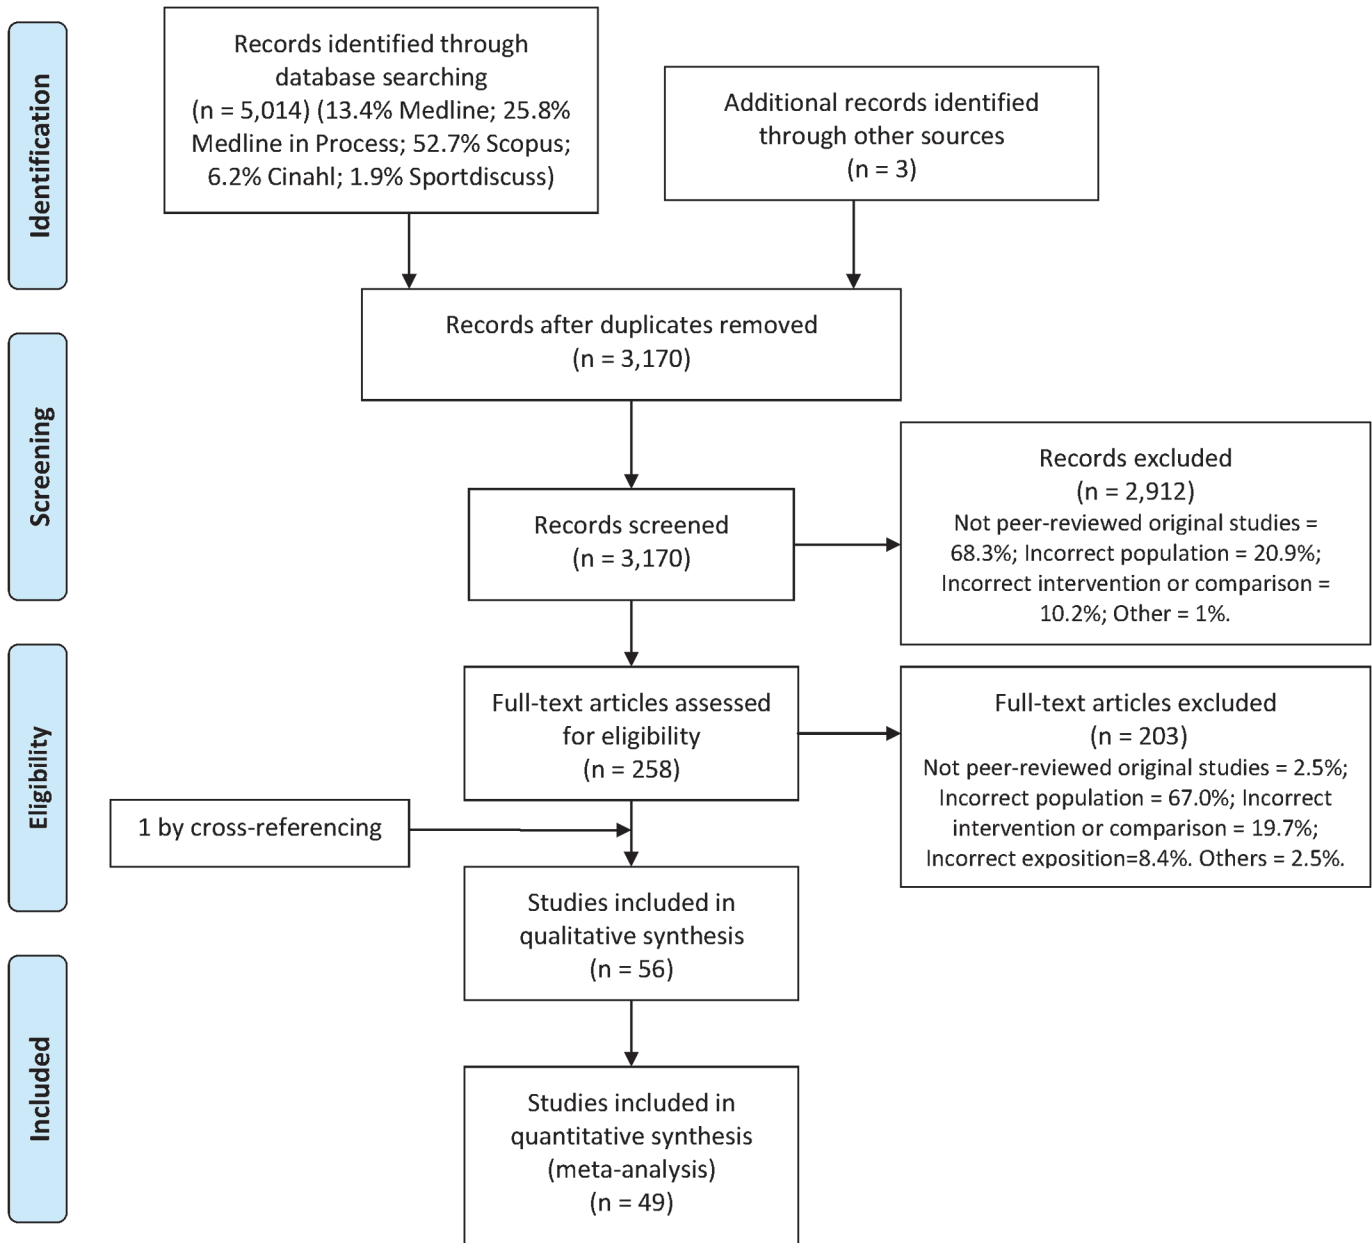 Identification
Records identified through
database searching
(n = 5,014) (13.4% Medline; 25.8%
Medline in Process; 52.7% Scopus;
6.2% Cinahl; 1.9% Sportdiscuss)
Additional records identified
through other sources
(n = 3)
Records after duplicates removed
(n = 3,170)
Screening
Records screened
(n = 3,170)
Records excluded
(n = 2,912)
Not peer-reviewed original studies =
68.3%; Incorrect population = 20.9%;
Incorrect intervention or comparison =
10.2%; Other = 1%.
Eligibility
Full-text articles assessed
for eligibility
(n = 258)
Full-text articles excluded
(n = 203)
Not peer-reviewed original studies = 2.5%;
Incorrect population = 67.0%; Incorrect
intervention or comparison = 19.7%;
Incorrect exposition=8.4%. Others = 2.5%.
1 by cross-referencing
Studies included in
qualitative synthesis
(n = 56)
Included
Studies included in
quantitative synthesis
(meta-analysis)
(n = 49)